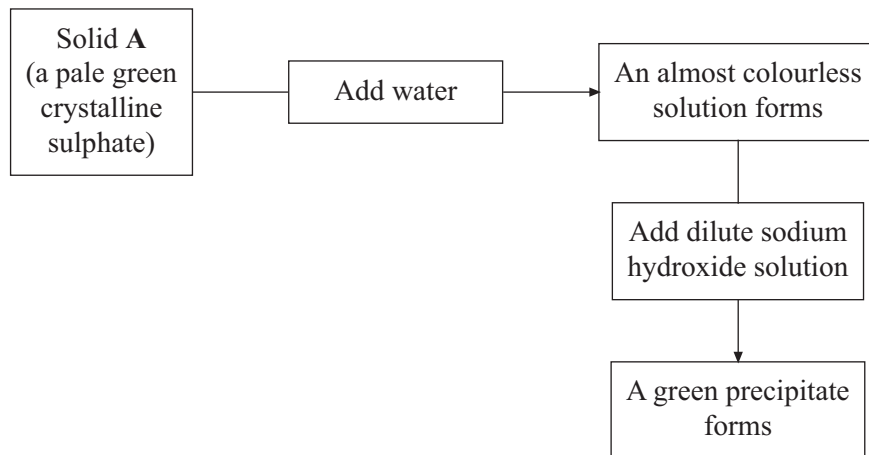 Solid A
(a pale green
crystalline
sulphate)
Add water
An almost colourless
solution forms
Add dilute sodium
hydroxide solution
A green precipitate
forms